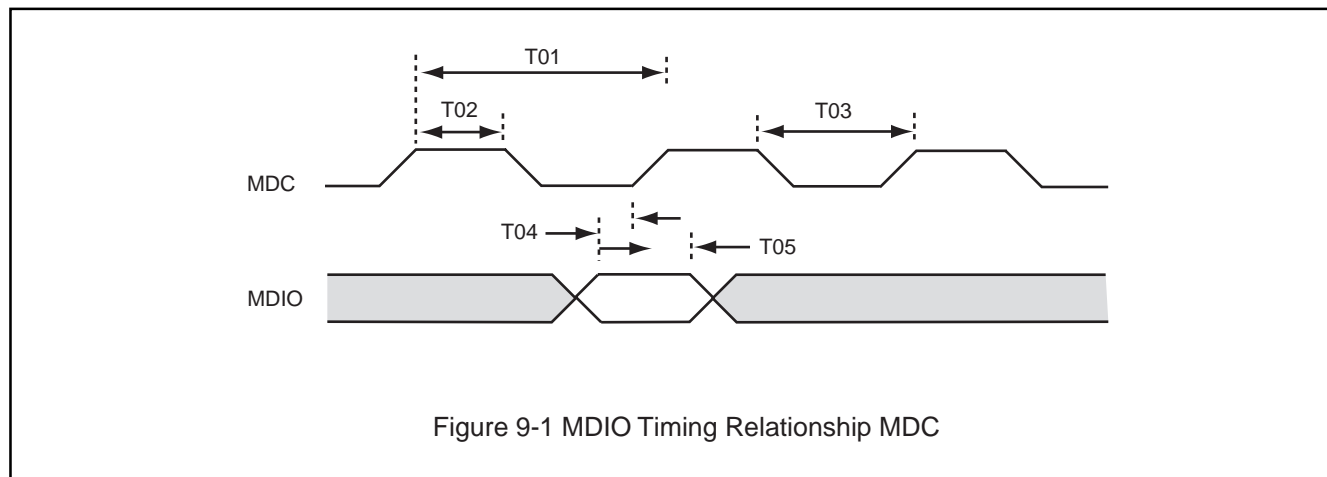 T01
T02
T03
MDC
T04
T05
MDIO
Figure 9-1 MDIO Timing Relationship MDC